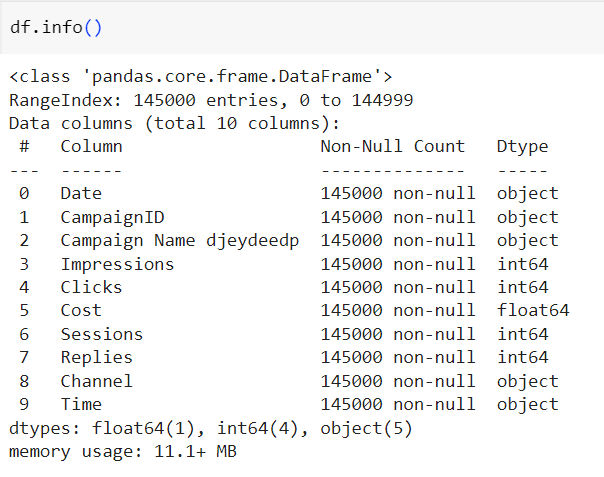 df.info()
<class 'pandas.core.frame.DataFrame'>
RangeIndex: 145000 entries, 0 to 144999
Data columns (total 10 columns):
 #   Column                  Non-Null Count   Dtype
---  ------                  --------------   -----
 0   Date                    145000 non-null  object
 1   CampaignID              145000 non-null  object
 2   Campaign Name djeydeedp  145000 non-null  object
 3   Impressions             145000 non-null  int64
 4   Clicks                  145000 non-null  int64
 5   Cost                    145000 non-null  float64
 6   Sessions                145000 non-null  int64
 7   Replies                 145000 non-null  int64
 8   Channel                 145000 non-null  object
 9   Time                    145000 non-null  object
dtypes: float64(1), int64(4), object(5)
memory usage: 11.1+ MB